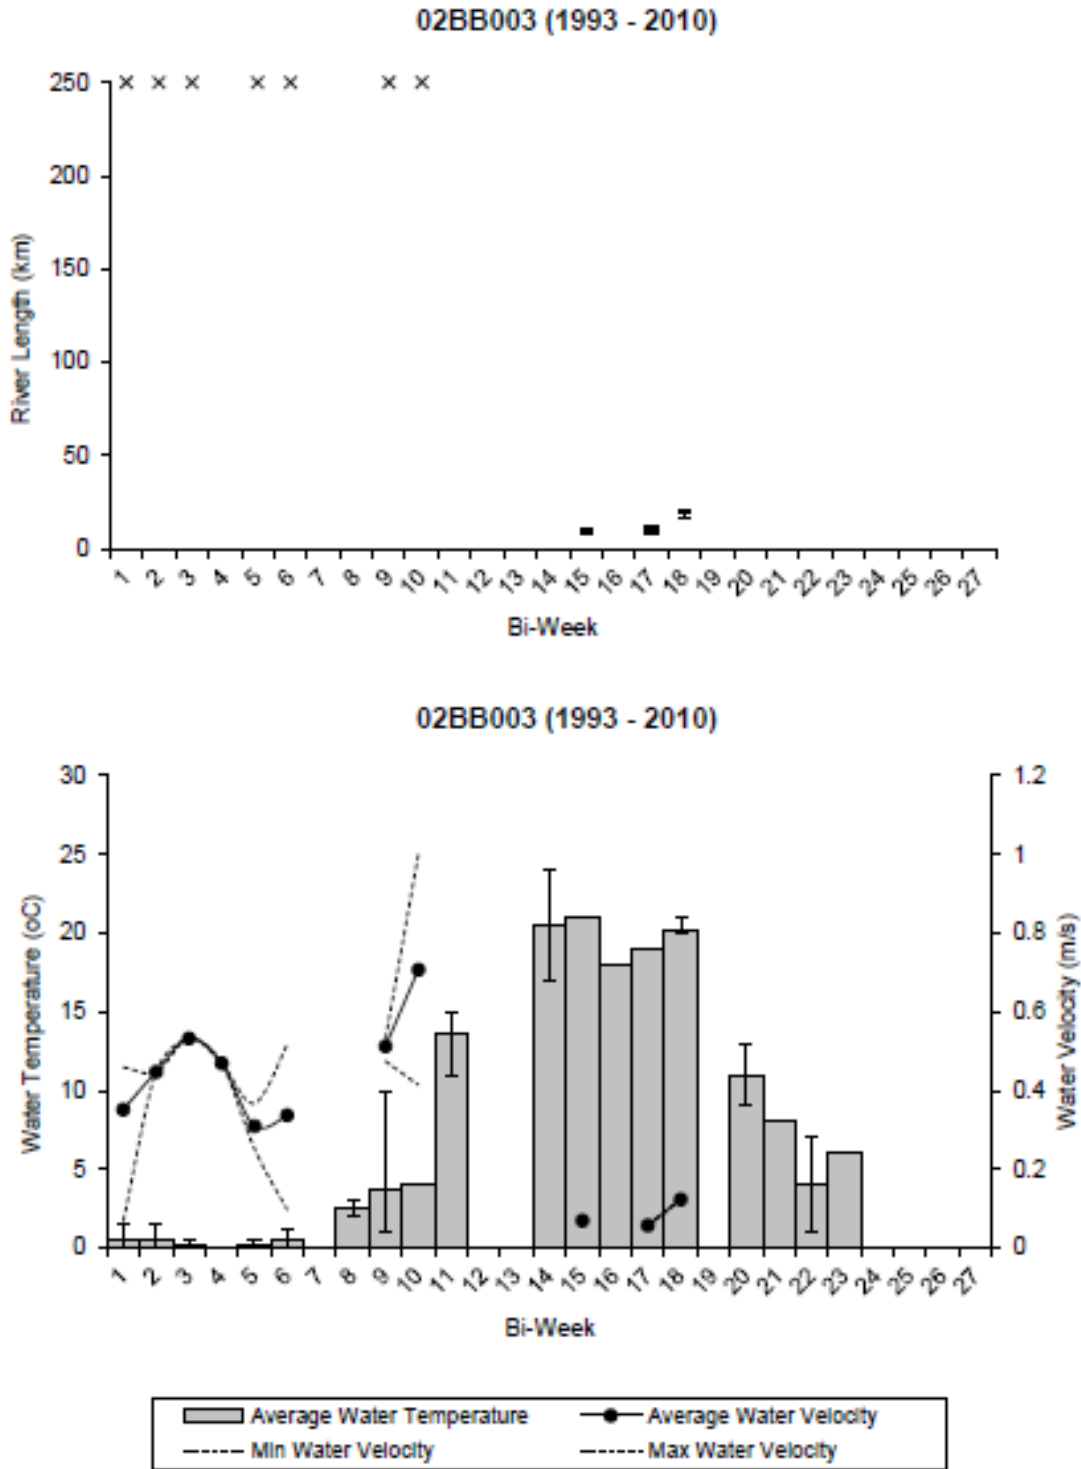 02BB003 (1993 - 2010)
250
200
150
100
50
0
River Length (km)
1 2 3 4 5 6 7 8 9 10 11 12 13 14 15 16 17 18 19 20 21 22 23 24 25 26 27
Bi-Week
02BB003 (1993 - 2010)
30 1.2
25 1
20 0.8
15 0.6
10 0.4
5 0.2
0 0
Water Temperature (oC)
Water Velocity (m/s)
1 2 3 4 5 6 7 8 9 10 11 12 13 14 15 16 17 18 19 20 21 22 23 24 25 26 27
Bi-Week
Average Water Temperature Average Water Velocity
Min Water Velocity Max Water Velocity